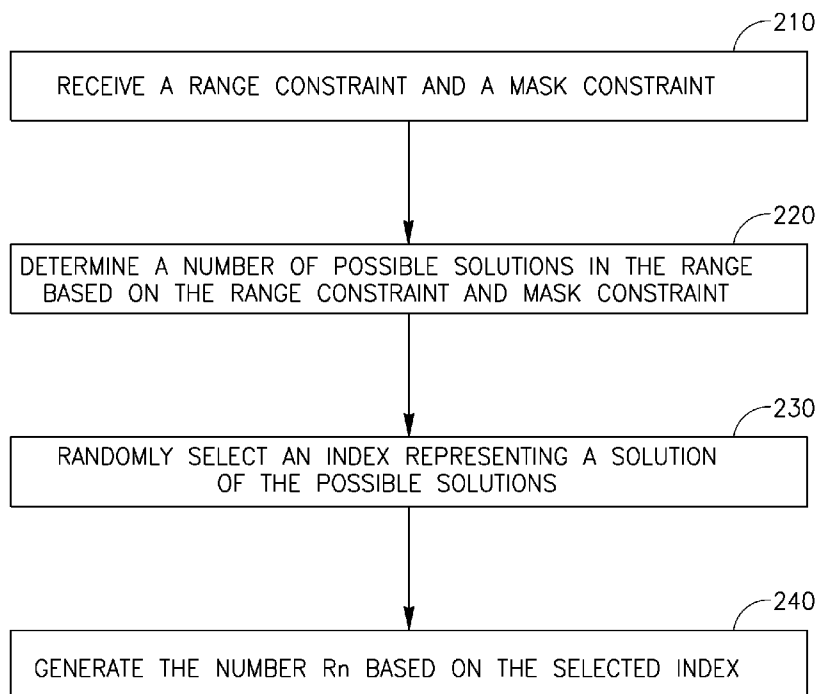 210
RECEIVE A RANGE CONSTRAINT AND A MASK CONSTRAINT
220
DETERMINE A NUMBER OF POSSIBLE SOLUTIONS IN THE RANGE
BASED ON THE RANGE CONSTRAINT AND MASK CONSTRAINT
230
RANDOMLY SELECT AN INDEX REPRESENTING A SOLUTION
OF THE POSSIBLE SOLUTIONS
240
GENERATE THE NUMBER Rn BASED ON THE SELECTED INDEX